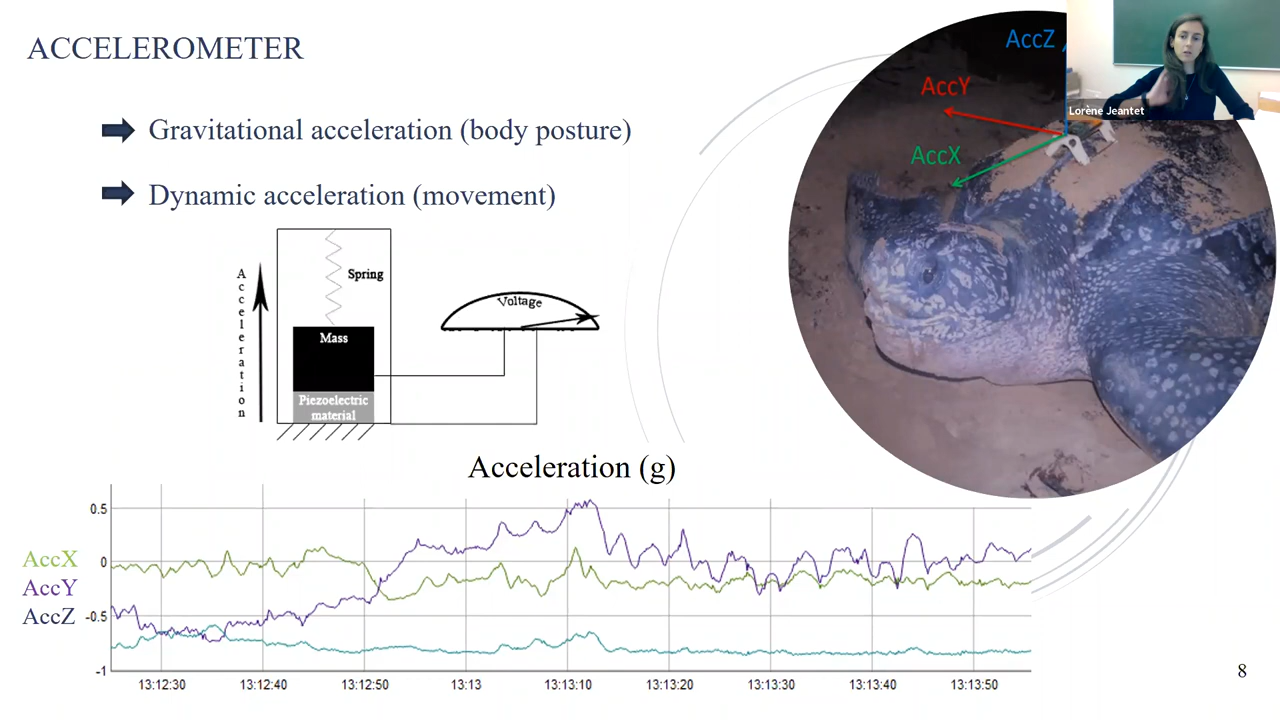 ACCELEROMETER
Gravitational acceleration (body posture)
Dynamic acceleration (movement)
Acceleration
Spring
Mass
Piezoelectric
material
Voltage
AccZ
AccY
AccX
Lorène Jeantet
Acceleration (g)
AccX
AccY
AccZ
0.5
0
-0.5
-1
13:12:30
13:12:40
13:12:50
13:13
13:13:10
13:13:20
13:13:30
13:13:40
13:13:50
8